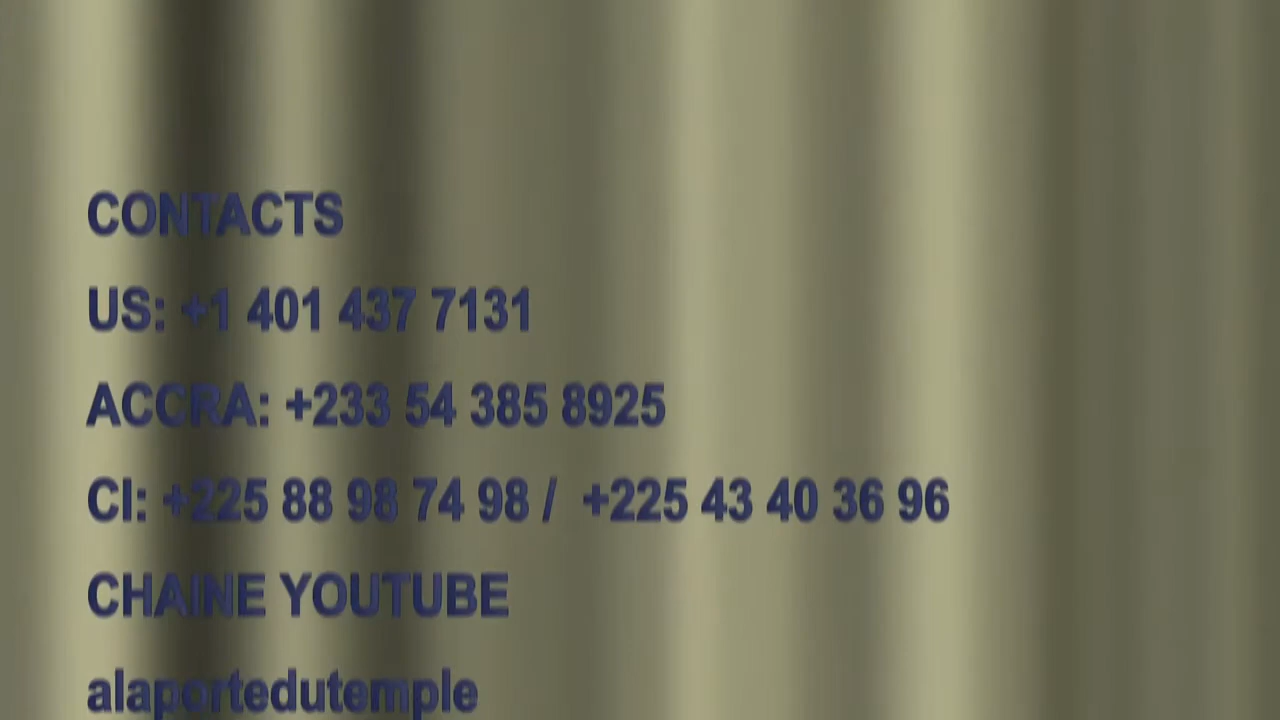 CONTACTS
US: +1 401 437 7131
ACCRA: +233 54 385 8925
CI: +225 88 98 74 98 / +225 43 40 36 96
CHAINE YOUTUBE
alaportedutemple